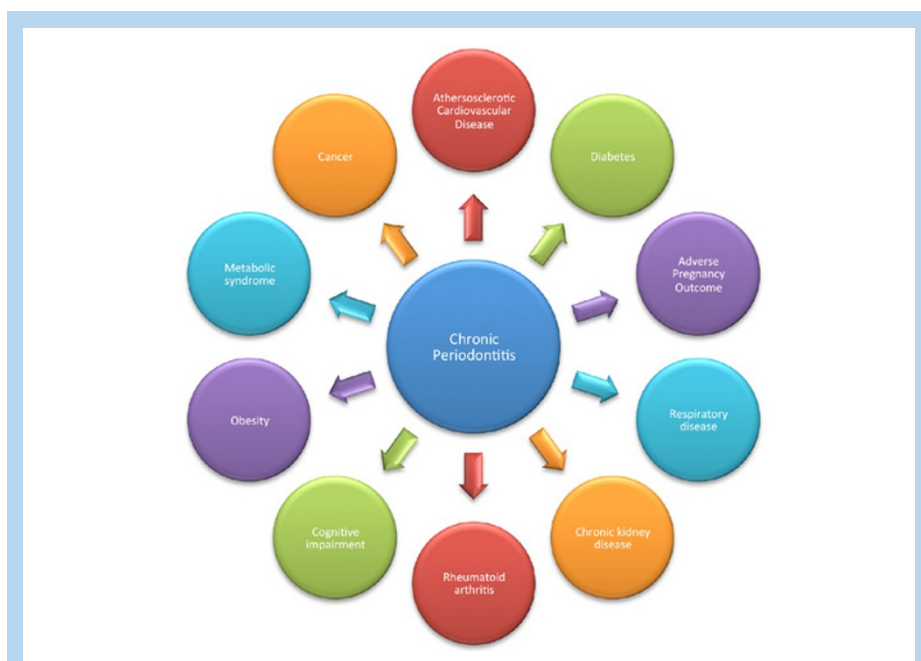 Athersosclerotic
Cardiovascular
Disease
Diabetes
Adverse
Pregnancy
Outcome
Respiratory
disease
Chronic kidney
disease
Rheumatoid
arthritis
Cognitive
impairment
Obesity
Metabolic
syndrome
Cancer
Chronic
Periodontitis